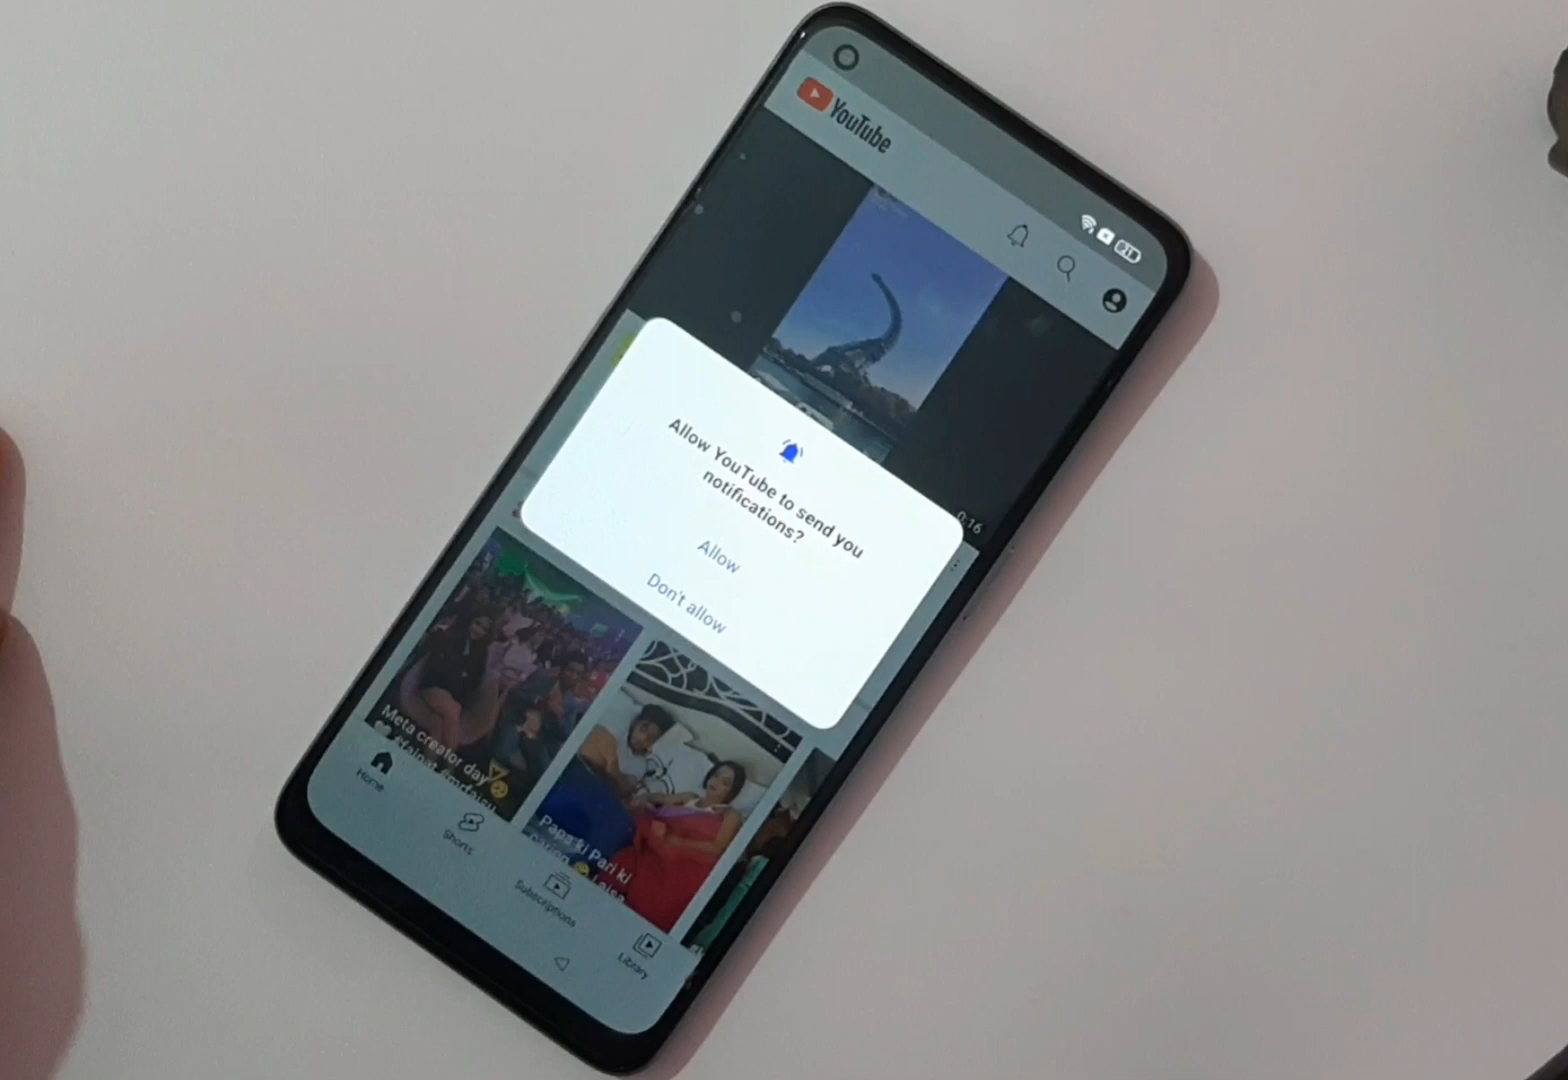 YouTube
Allow YouTube to send you
notifications?
Allow
Don't allow
0:16
Meta creator day
Papa ki Pari ki
Home
Shorts
Subscriptions
Library